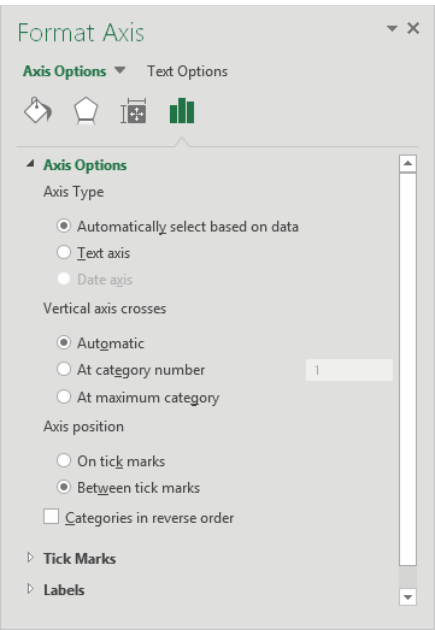 Format Axis
Axis Options Text Options
Axis Options
Axis Type
Automatically select based on data
Text axis
Date axis
Vertical axis crosses
Automatic
At category number 1
At maximum category
Axis position
On tick marks
Between tick marks
Categories in reverse order
Tick Marks
Labels